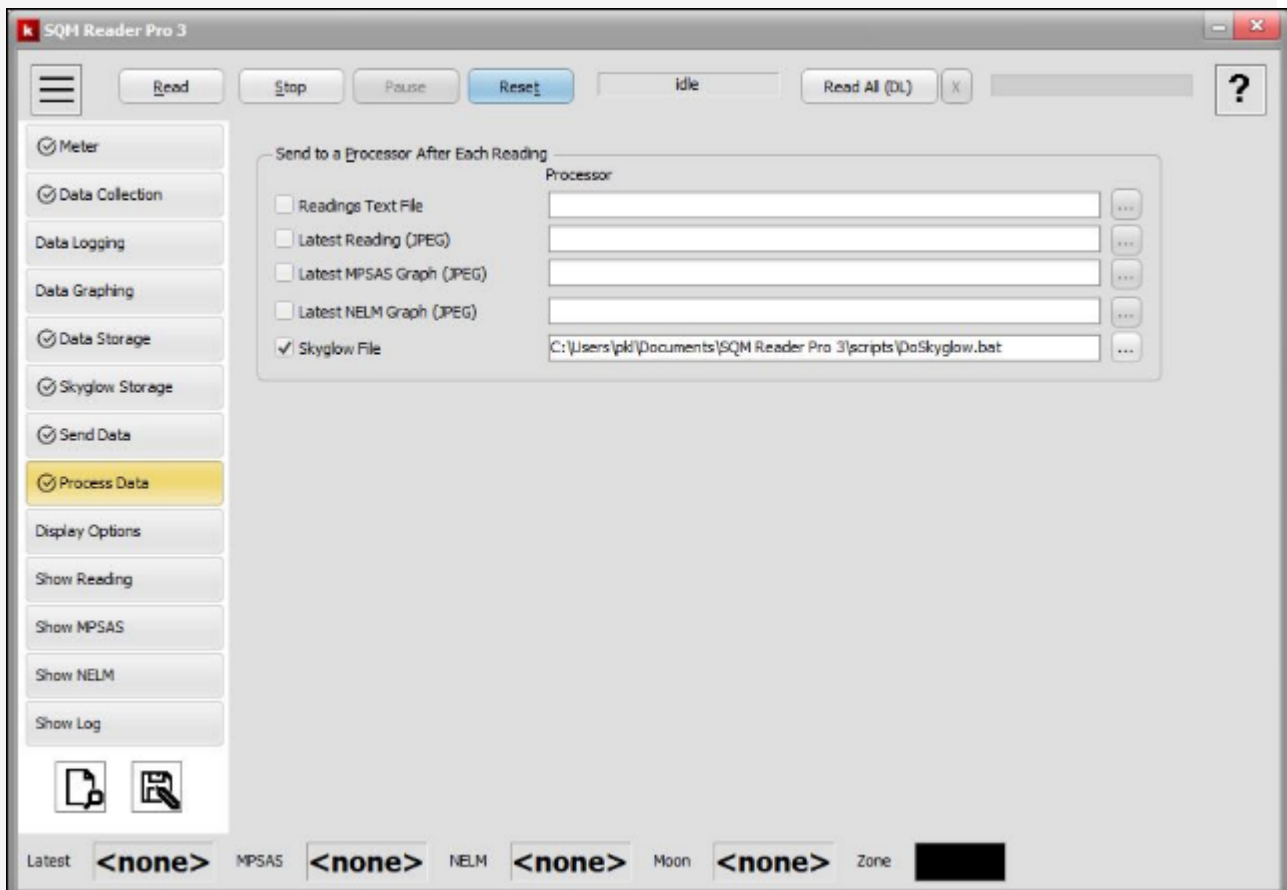 k SQM Reader Pro 3
Read Stop Pause Reset idle Read All (DL) X ?
Meter
Data Collection
Data Logging
Data Graphing
Data Storage
Skyglow Storage
Send Data
Process Data
Display Options
Show Reading
Show MPSAS
Show NELM
Show Log
Send to a Processor After Each Reading
Processor
Readings Text File ...
Latest Reading (JPEG) ...
Latest MPSAS Graph (JPEG) ...
Latest NELM Graph (JPEG) ...
Skyglow File C:\Users\pkl\Documents\SQM Reader Pro 3\scripts\DoSkyglow.bat ...
Latest <none> MPSAS <none> NELM <none> Moon <none> Zone